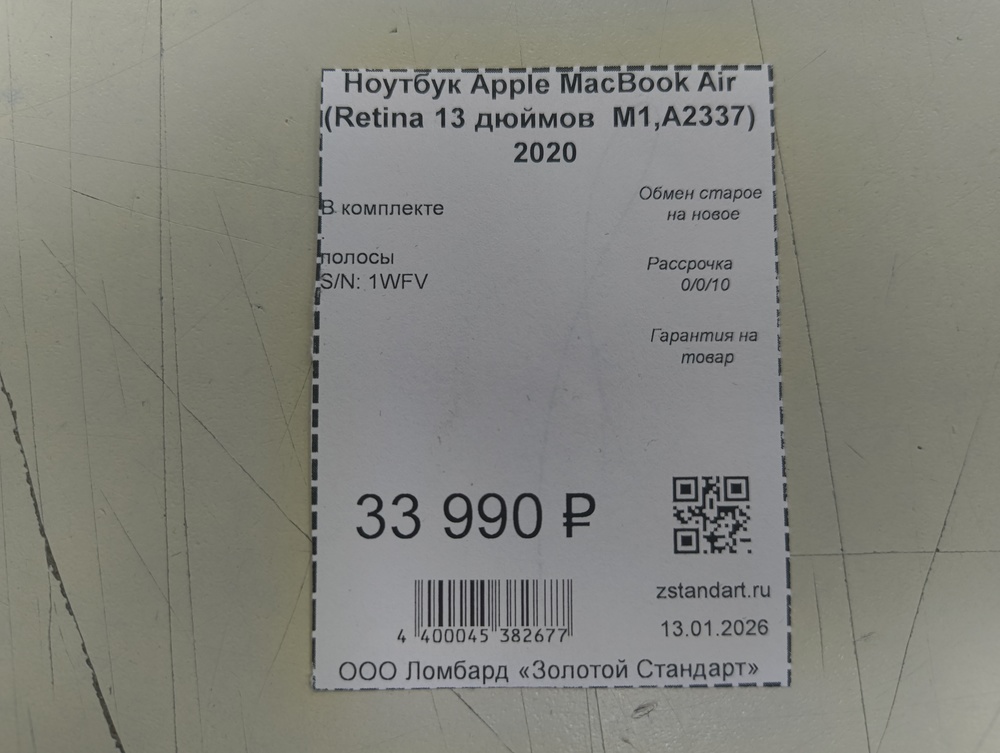 Ноутбук Apple MacBook Air
(Retina 13 дюймов M1,A2337)
2020
В комплекте
полосы
S/N: 1WFV
Обмен старое
на новое
Рассрочка
0/0/10
Гарантия на
товар
33 990 ₽
4 400045 382677
zstandart.ru
13.01.2026
ООО Ломбард «Золотой Стандарт»